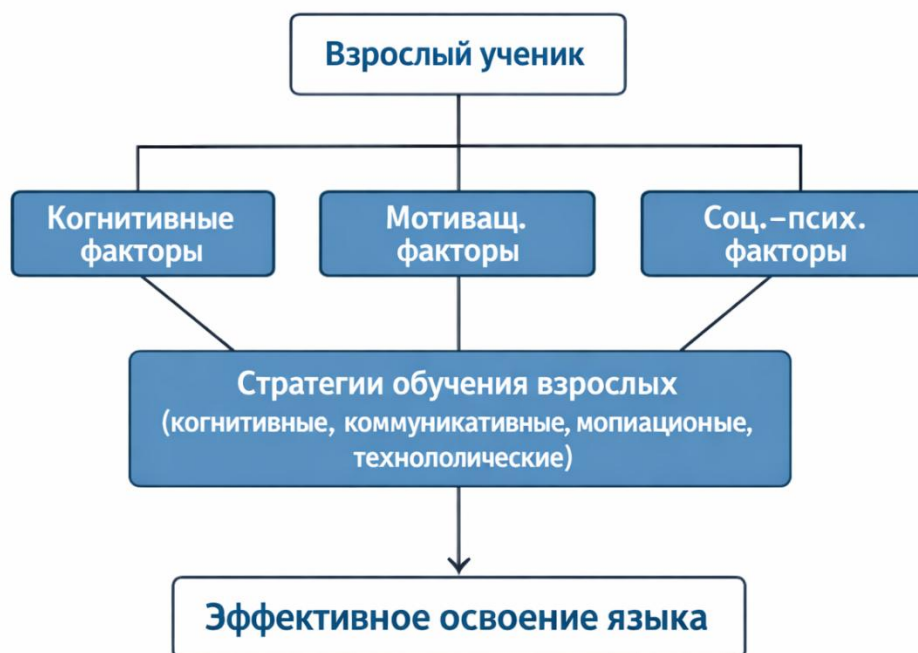 Взрослый ученик
Когнитивные
факторы
Мотиващ.
факторы
Соц.–псих.
факторы
Стратегии обучения взрослых
(когнитивные, коммуникативные, мопиационые,
технололические)
Эффективное освоение языка